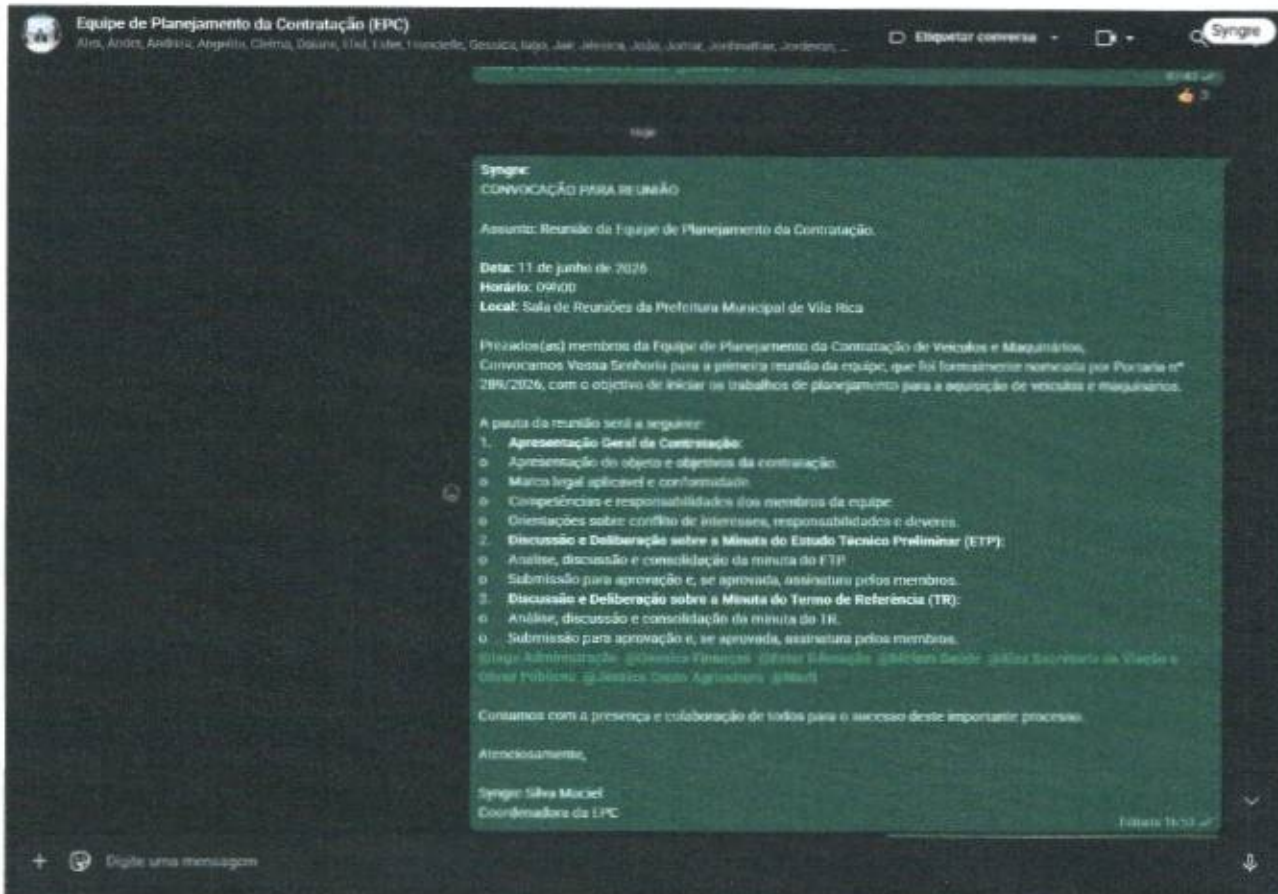 Equipe de Planejamento da Contratação (EPC)
Etiquetar conversa
Syngre
3
Hoje
Syngre:
CONVOCAÇÃO PARA REUNIÃO
Assunto: Reunião da Equipe de Planejamento da Contratação.
Data: 11 de junho de 2026
Horário: 09h00
Local: Sala de Reuniões da Prefeitura Municipal de Vila Rica
Prezados(as) membros da Equipe de Planejamento da Contratação de Veículos e Maquinários,
Convocamos Vossa Senhoria para a primeira reunião da equipe, que foi formalmente nomeada por Portaria nº
289/2026, com o objetivo de iniciar os trabalhos de planejamento para a aquisição de veículos e maquinários.
A pauta da reunião será a seguinte:
1. Apresentação Geral da Contratação:
o Apresentação do objeto e objetivos da contratação.
o Marco legal aplicável e conformidade
o Competências e responsabilidades dos membros da equipe
o Orientações sobre conflito de interesses, responsabilidades e deveres.
2. Discussão e Deliberação sobre a Minuta do Estudo Técnico Preliminar (ETP):
o Análise, discussão e consolidação da minuta do ETP
o Submissão para aprovação e, se aprovada, assinatura pelos membros.
3. Discussão e Deliberação sobre a Minuta do Termo de Referência (TR):
o Análise, discussão e consolidação da minuta do TR.
o Submissão para aprovação e, se aprovada, assinatura pelos membros.
Contamos com a presença e colaboração de todos para o sucesso deste importante processo.
Atenciosamente,
Syngre Silva Maciel
Coordenadora da EPC
Digite uma mensagem